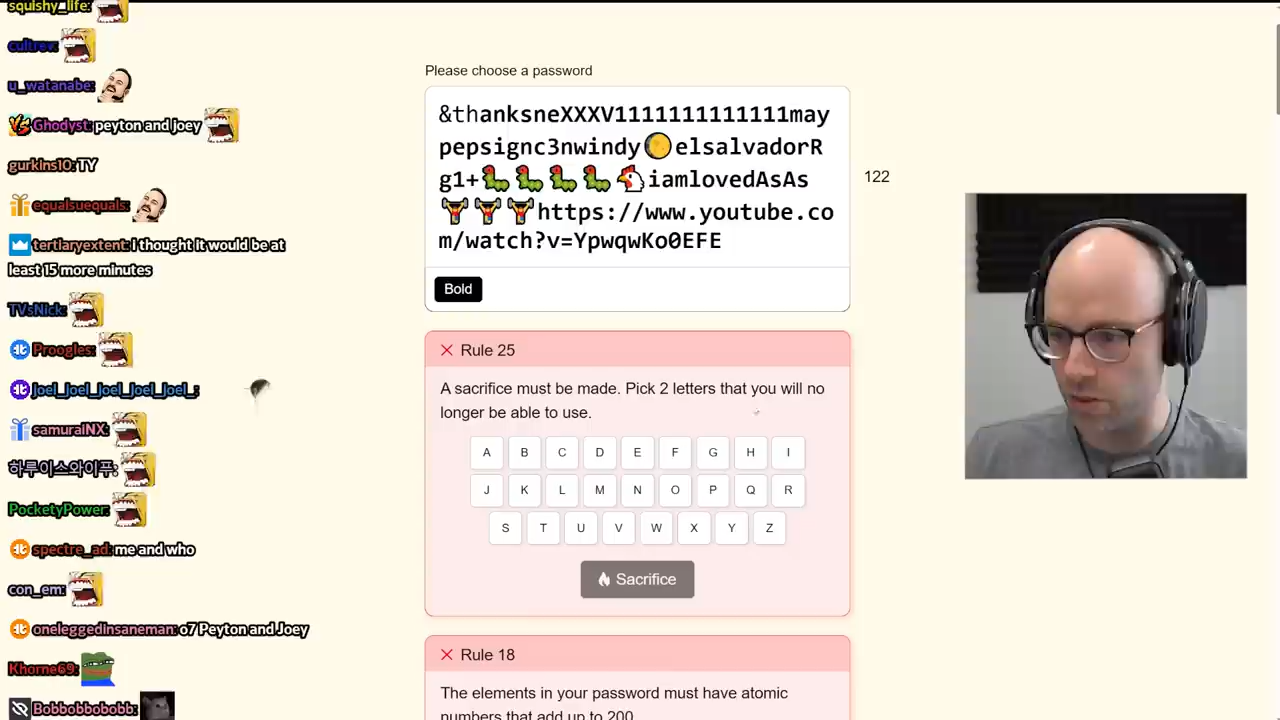 squishy_life:
cultrev:
u_watanabe:
Ghodyst: peyton and joey
gurkins10: TY
equalsuequals:
tertiaryextent: i thought it would be at
least 15 more minutes
TVsNick:
Proogles:
Joel_Joel_Joel_Joel_Joel_:
samuraiNX:
하루이스와이푸:
PocketyPower:
spectre_ad: me and who
con_em:
oneleggedinsaneman: o7 Peyton and Joey
Khorne69:
Bobbobbobobb:
Please choose a password
&thanksneXXXV1111111111111may
pepsignc3nwindy🌔elsalvadorR
g1+🐛🐛🐛🐛🐔iamlovedAsAs
🏋️🏋️🏋️https://www.youtube.co
m/watch?v=YpwqwKo0EFE
122
Bold
Rule 25
A sacrifice must be made. Pick 2 letters that you will no
longer be able to use.
A B C D E F G H I
J K L M N O P Q R
S T U V W X Y Z
Sacrifice
Rule 18
The elements in your password must have atomic
numbers that add up to 200.